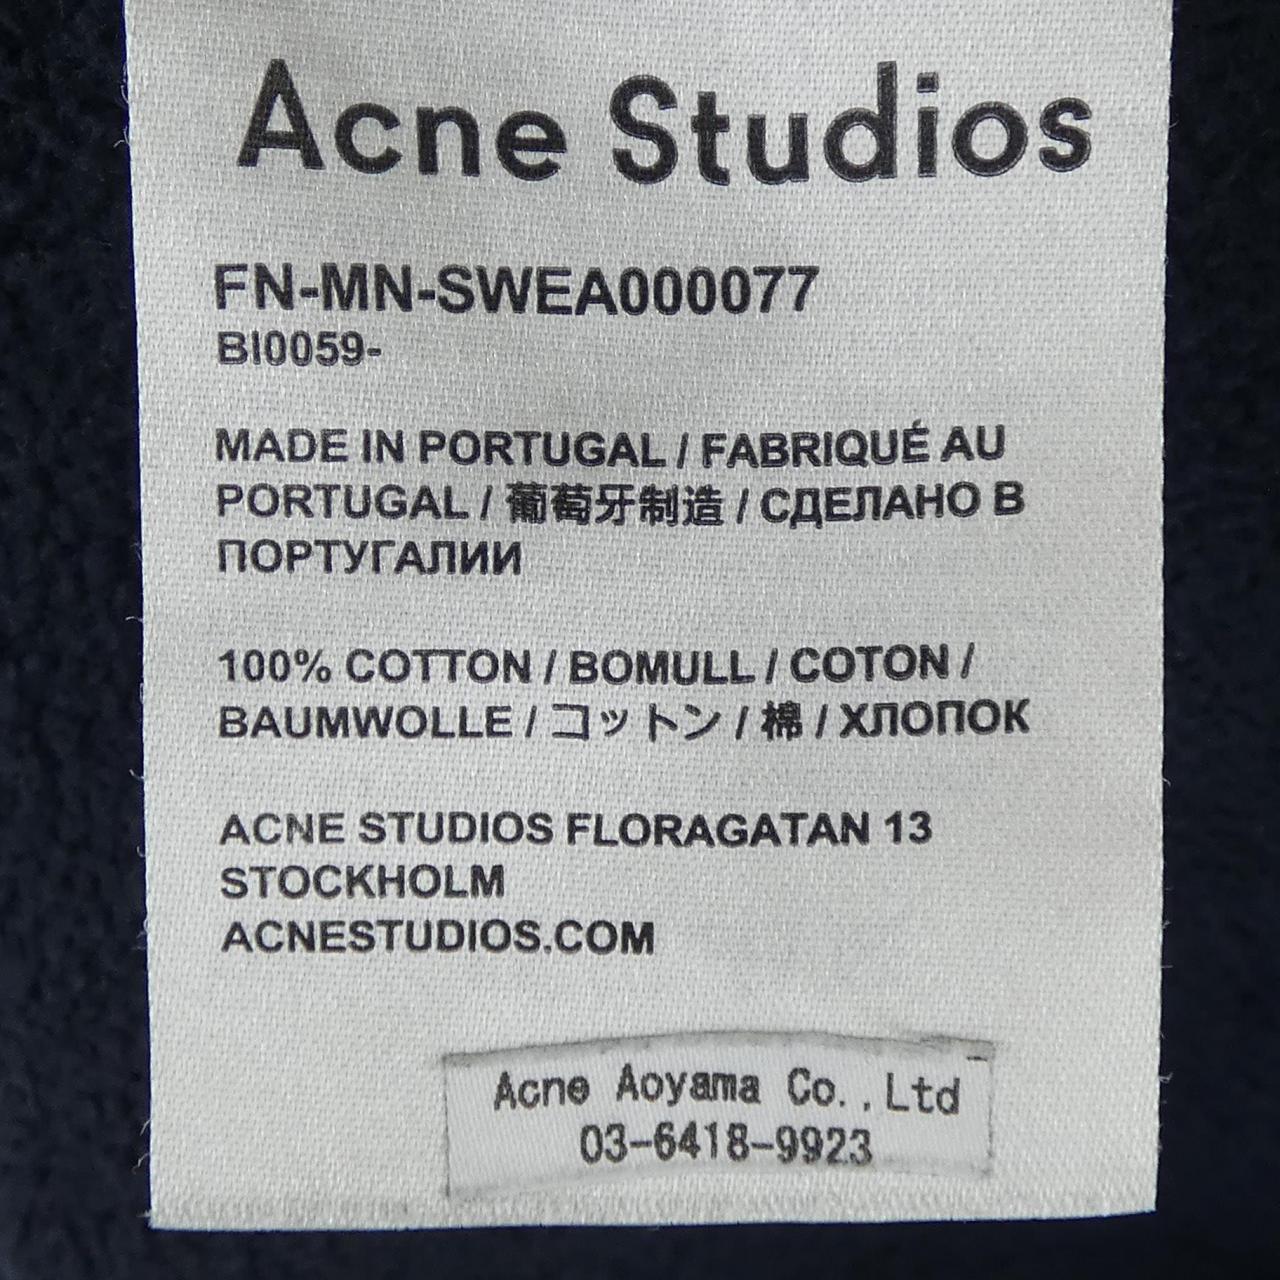 Acne Studios
FN-MN-SWEA000077
BI0059-
MADE IN PORTUGAL / FABRIQUÉ AU
PORTUGAL / 葡萄牙制造 / СДЕЛАНО В
ПОРТУГАЛИИ
100% COTTON / BOMULL / COTON /
BAUMWOLLE / コットン / 棉 / ХЛОПОК
ACNE STUDIOS FLORAGATAN 13
STOCKHOLM
ACNESTUDIOS.COM
Acne Aoyama Co.,Ltd
03-6418-9923